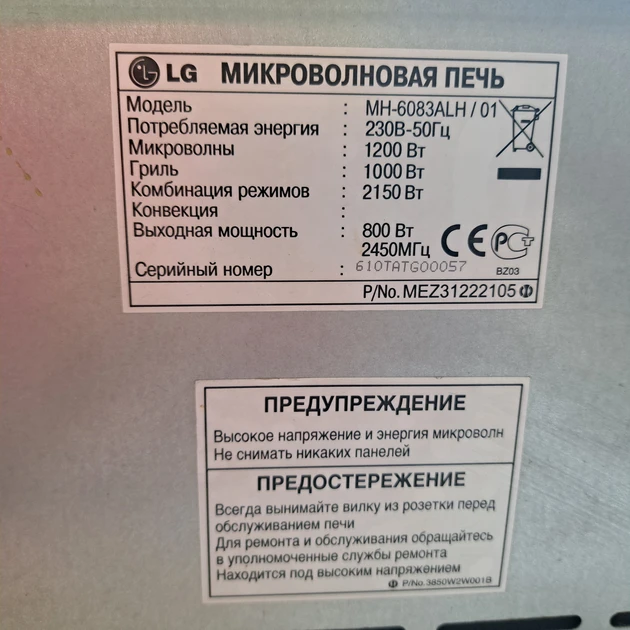 LG МИКРОВОЛНОВАЯ ПЕЧЬ
Модель : MH-6083ALH / 01
Потребляемая энергия : 230В-50Гц
Микроволны : 1200 Вт
Гриль : 1000 Вт
Комбинация режимов : 2150 Вт
Конвекция :
Выходная мощность : 800 Вт
2450МГц
Серийный номер : 610TATG00057
BZ03
P/No. MEZ31222105
ПРЕДУПРЕЖДЕНИЕ
Высокое напряжение и энергия микроволн
Не снимать никаких панелей
ПРЕДОСТЕРЕЖЕНИЕ
Всегда вынимайте вилку из розетки перед
обслуживанием печи
Для ремонта и обслуживания обращайтесь
в уполномоченные службы ремонта
Находится под высоким напряжением
P/No. 3850W2W001B